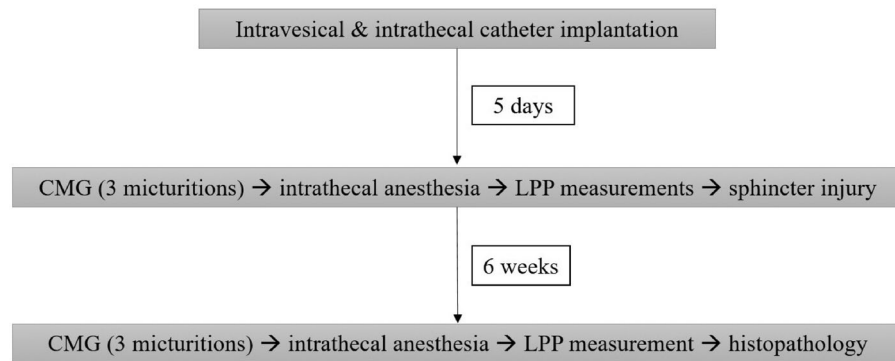 Intravesical & intrathecal catheter implantation
5 days
CMG (3 micturitions) → intrathecal anesthesia → LPP measurements → sphincter injury
6 weeks
CMG (3 micturitions) → intrathecal anesthesia → LPP measurement → histopathology